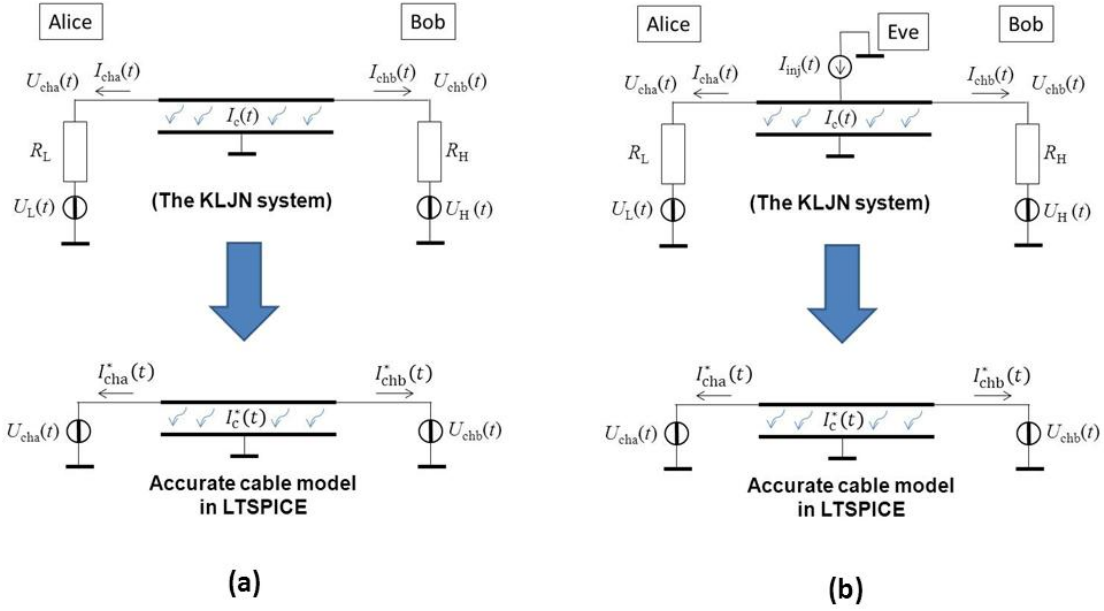 Alice
Bob
U_cha(t)
I_cha(t)
I_chb(t)
U_chb(t)
I_c(t)
R_L
R_H
(The KLJN system)
U_L(t)
U_H(t)
I*_cha(t)
I*_chb(t)
I*_c(t)
U_cha(t)
U_chb(t)
Accurate cable model
in LTSPICE
(a)
Alice
Eve
Bob
I_inj(t)
U_cha(t)
I_cha(t)
I_chb(t)
U_chb(t)
I_c(t)
R_L
R_H
(The KLJN system)
U_L(t)
U_H(t)
I*_cha(t)
I*_chb(t)
I*_c(t)
U_cha(t)
U_chb(t)
Accurate cable model
in LTSPICE
(b)